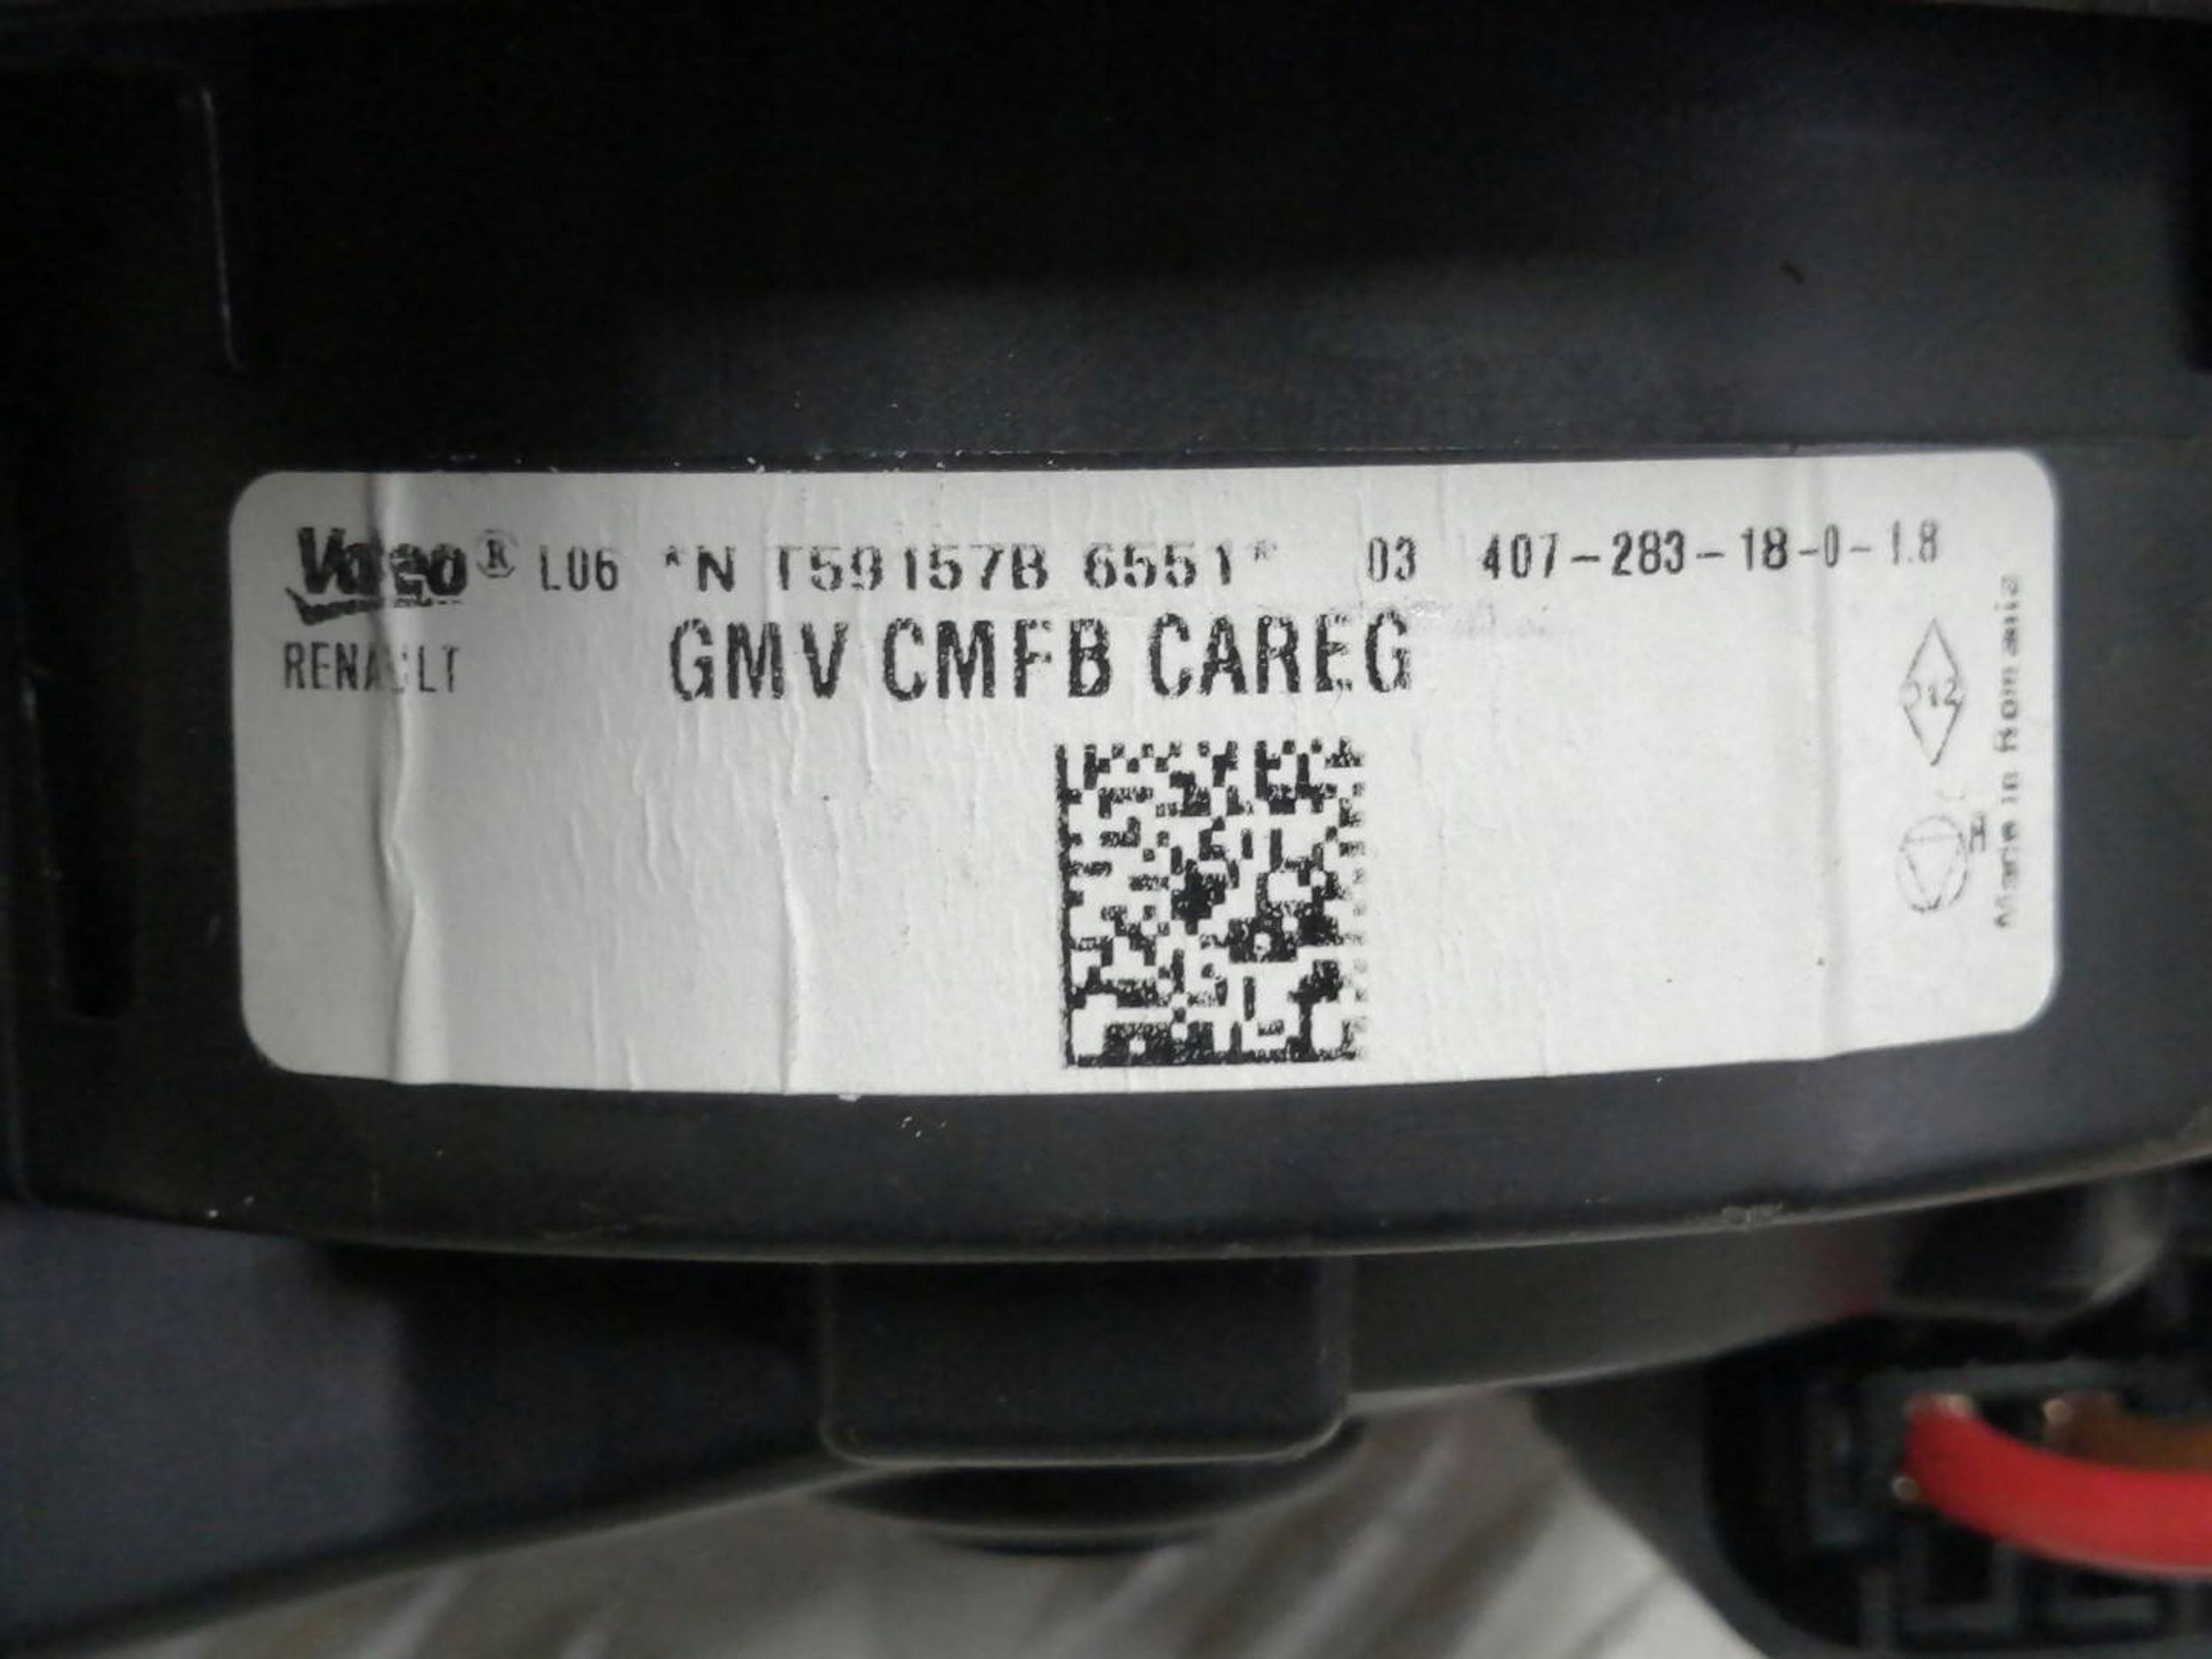 Valeo® L06 *N T59157B 6551* 03 407-283-18-0-1.8
RENAULT GMV CMFB CAREG
Made in Romania